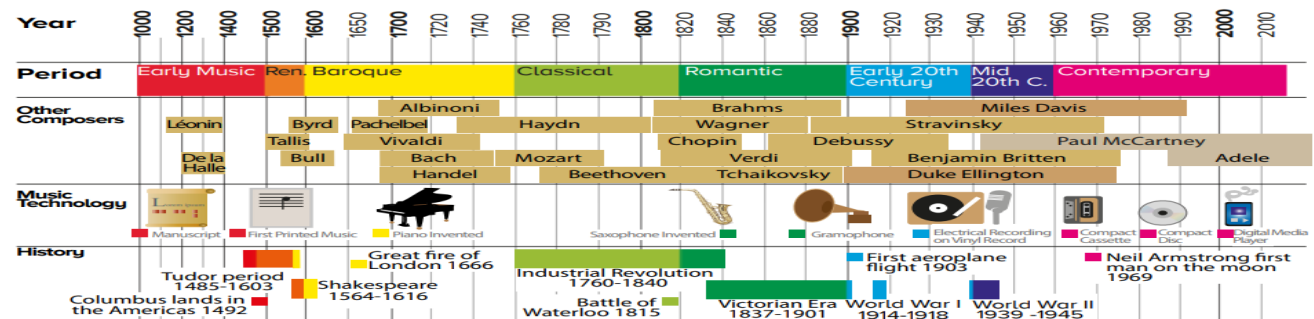 Year 1000 1200 1400 1500 1600 1650 1700 1720 1740 1760 1780 1790 1800 1820 1840 1860 1880 1900 1920 1930 1940 1950 1960 1970 1980 1990 2000 2010
Period Early Music Ren. Baroque Classical Romantic Early 20th Century Mid 20th C. Contemporary
Other Composers
Albinoni Brahms Miles Davis
Léonin Byrd Pachelbel Haydn Wagner Stravinsky
Tallis Vivaldi Chopin Debussy Paul McCartney
De la Halle Bull Bach Mozart Verdi Benjamin Britten Adele
Handel Beethoven Tchaikovsky Duke Ellington
Music Technology
Lorem ipsum
Manuscript First Printed Music Piano Invented Saxophone Invented Gramophone Electrical Recording on Vinyl Record Compact Cassette Compact Disc Digital Media Player
History
Tudor period 1485-1603
Great fire of London 1666
Industrial Revolution 1760-1840
First aeroplane flight 1903
Neil Armstrong first man on the moon 1969
Columbus lands in the Americas 1492
Shakespeare 1564-1616
Battle of Waterloo 1815
Victorian Era 1837-1901
World War I 1914-1918
World War II 1939 -1945